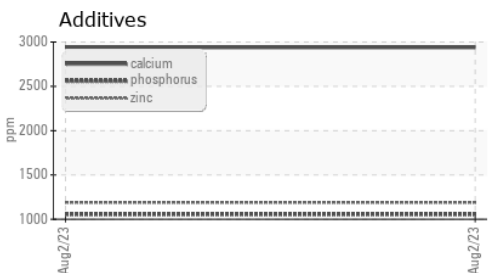 Additives
3000
2500
2000
1500
1000
ppm
calcium
phosphorus
zinc
Aug2/23
Aug2/23